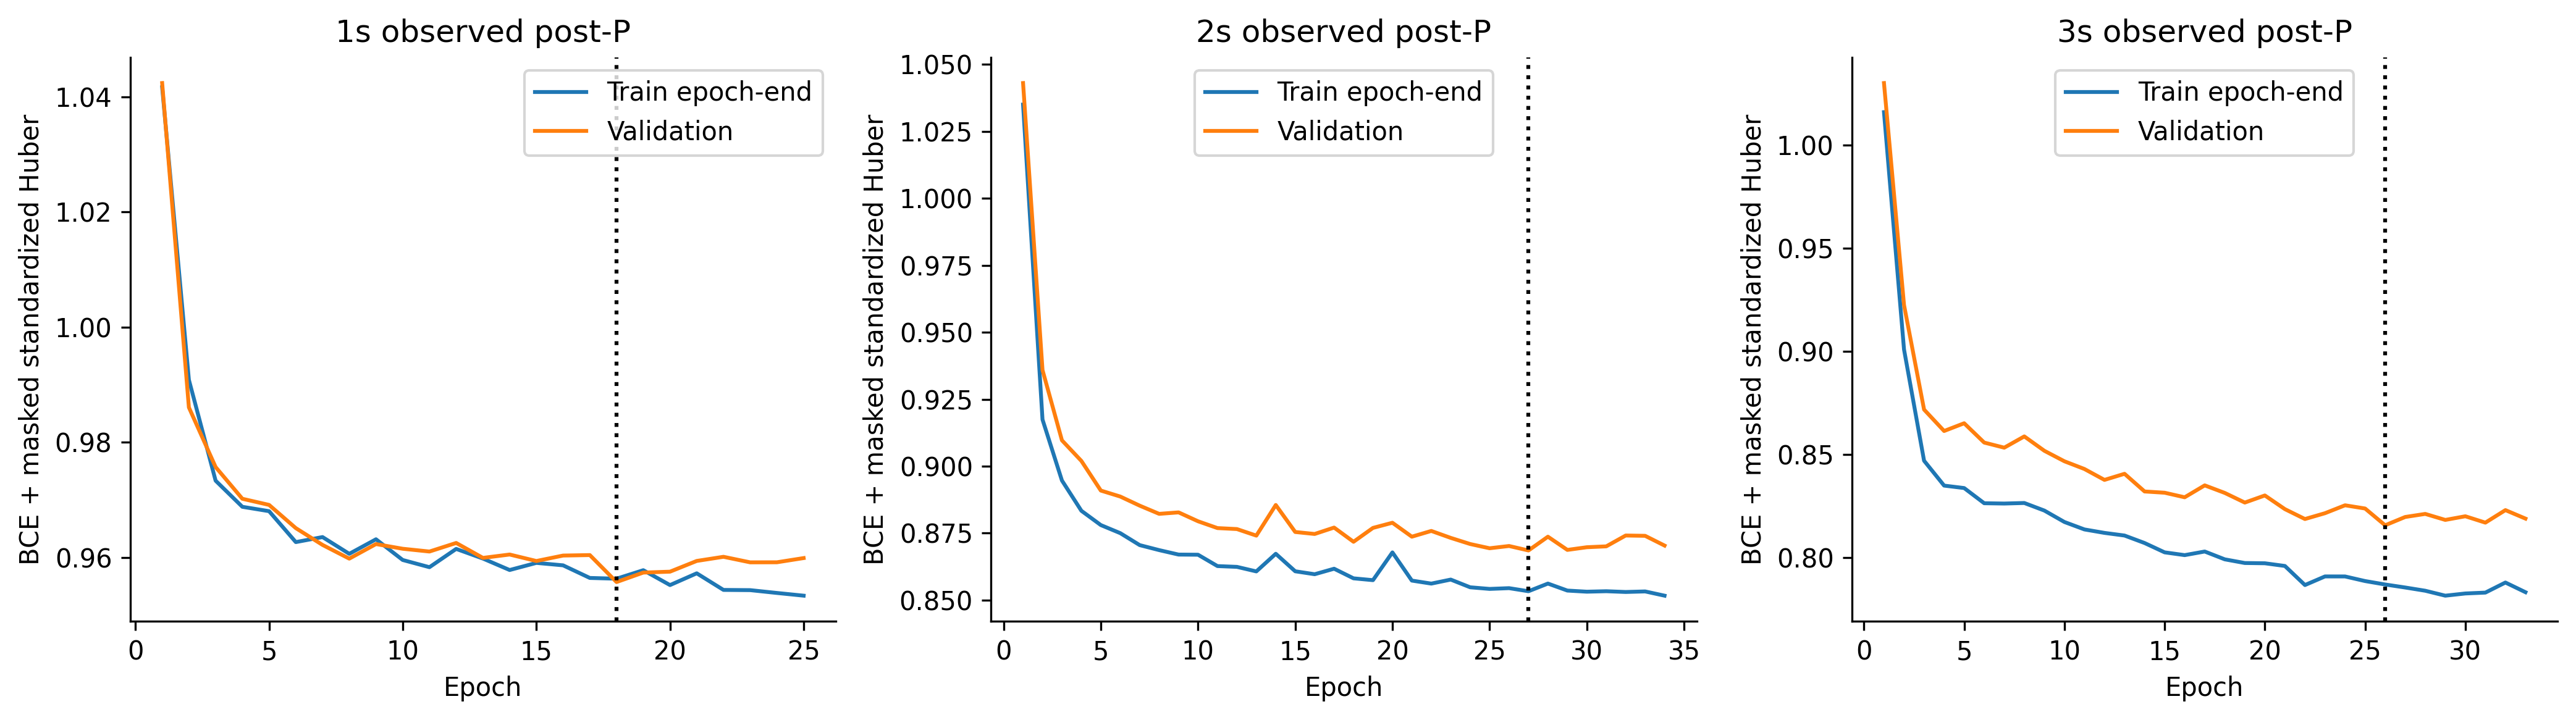 1s observed post-P
BCE + masked standardized Huber
1.04
1.02
1.00
0.98
0.96
Train epoch-end
Validation
0 5 10 15 20 25
Epoch
2s observed post-P
BCE + masked standardized Huber
1.050
1.025
1.000
0.975
0.950
0.925
0.900
0.875
0.850
Train epoch-end
Validation
0 5 10 15 20 25 30 35
Epoch
3s observed post-P
BCE + masked standardized Huber
1.00
0.95
0.90
0.85
0.80
Train epoch-end
Validation
0 5 10 15 20 25 30
Epoch